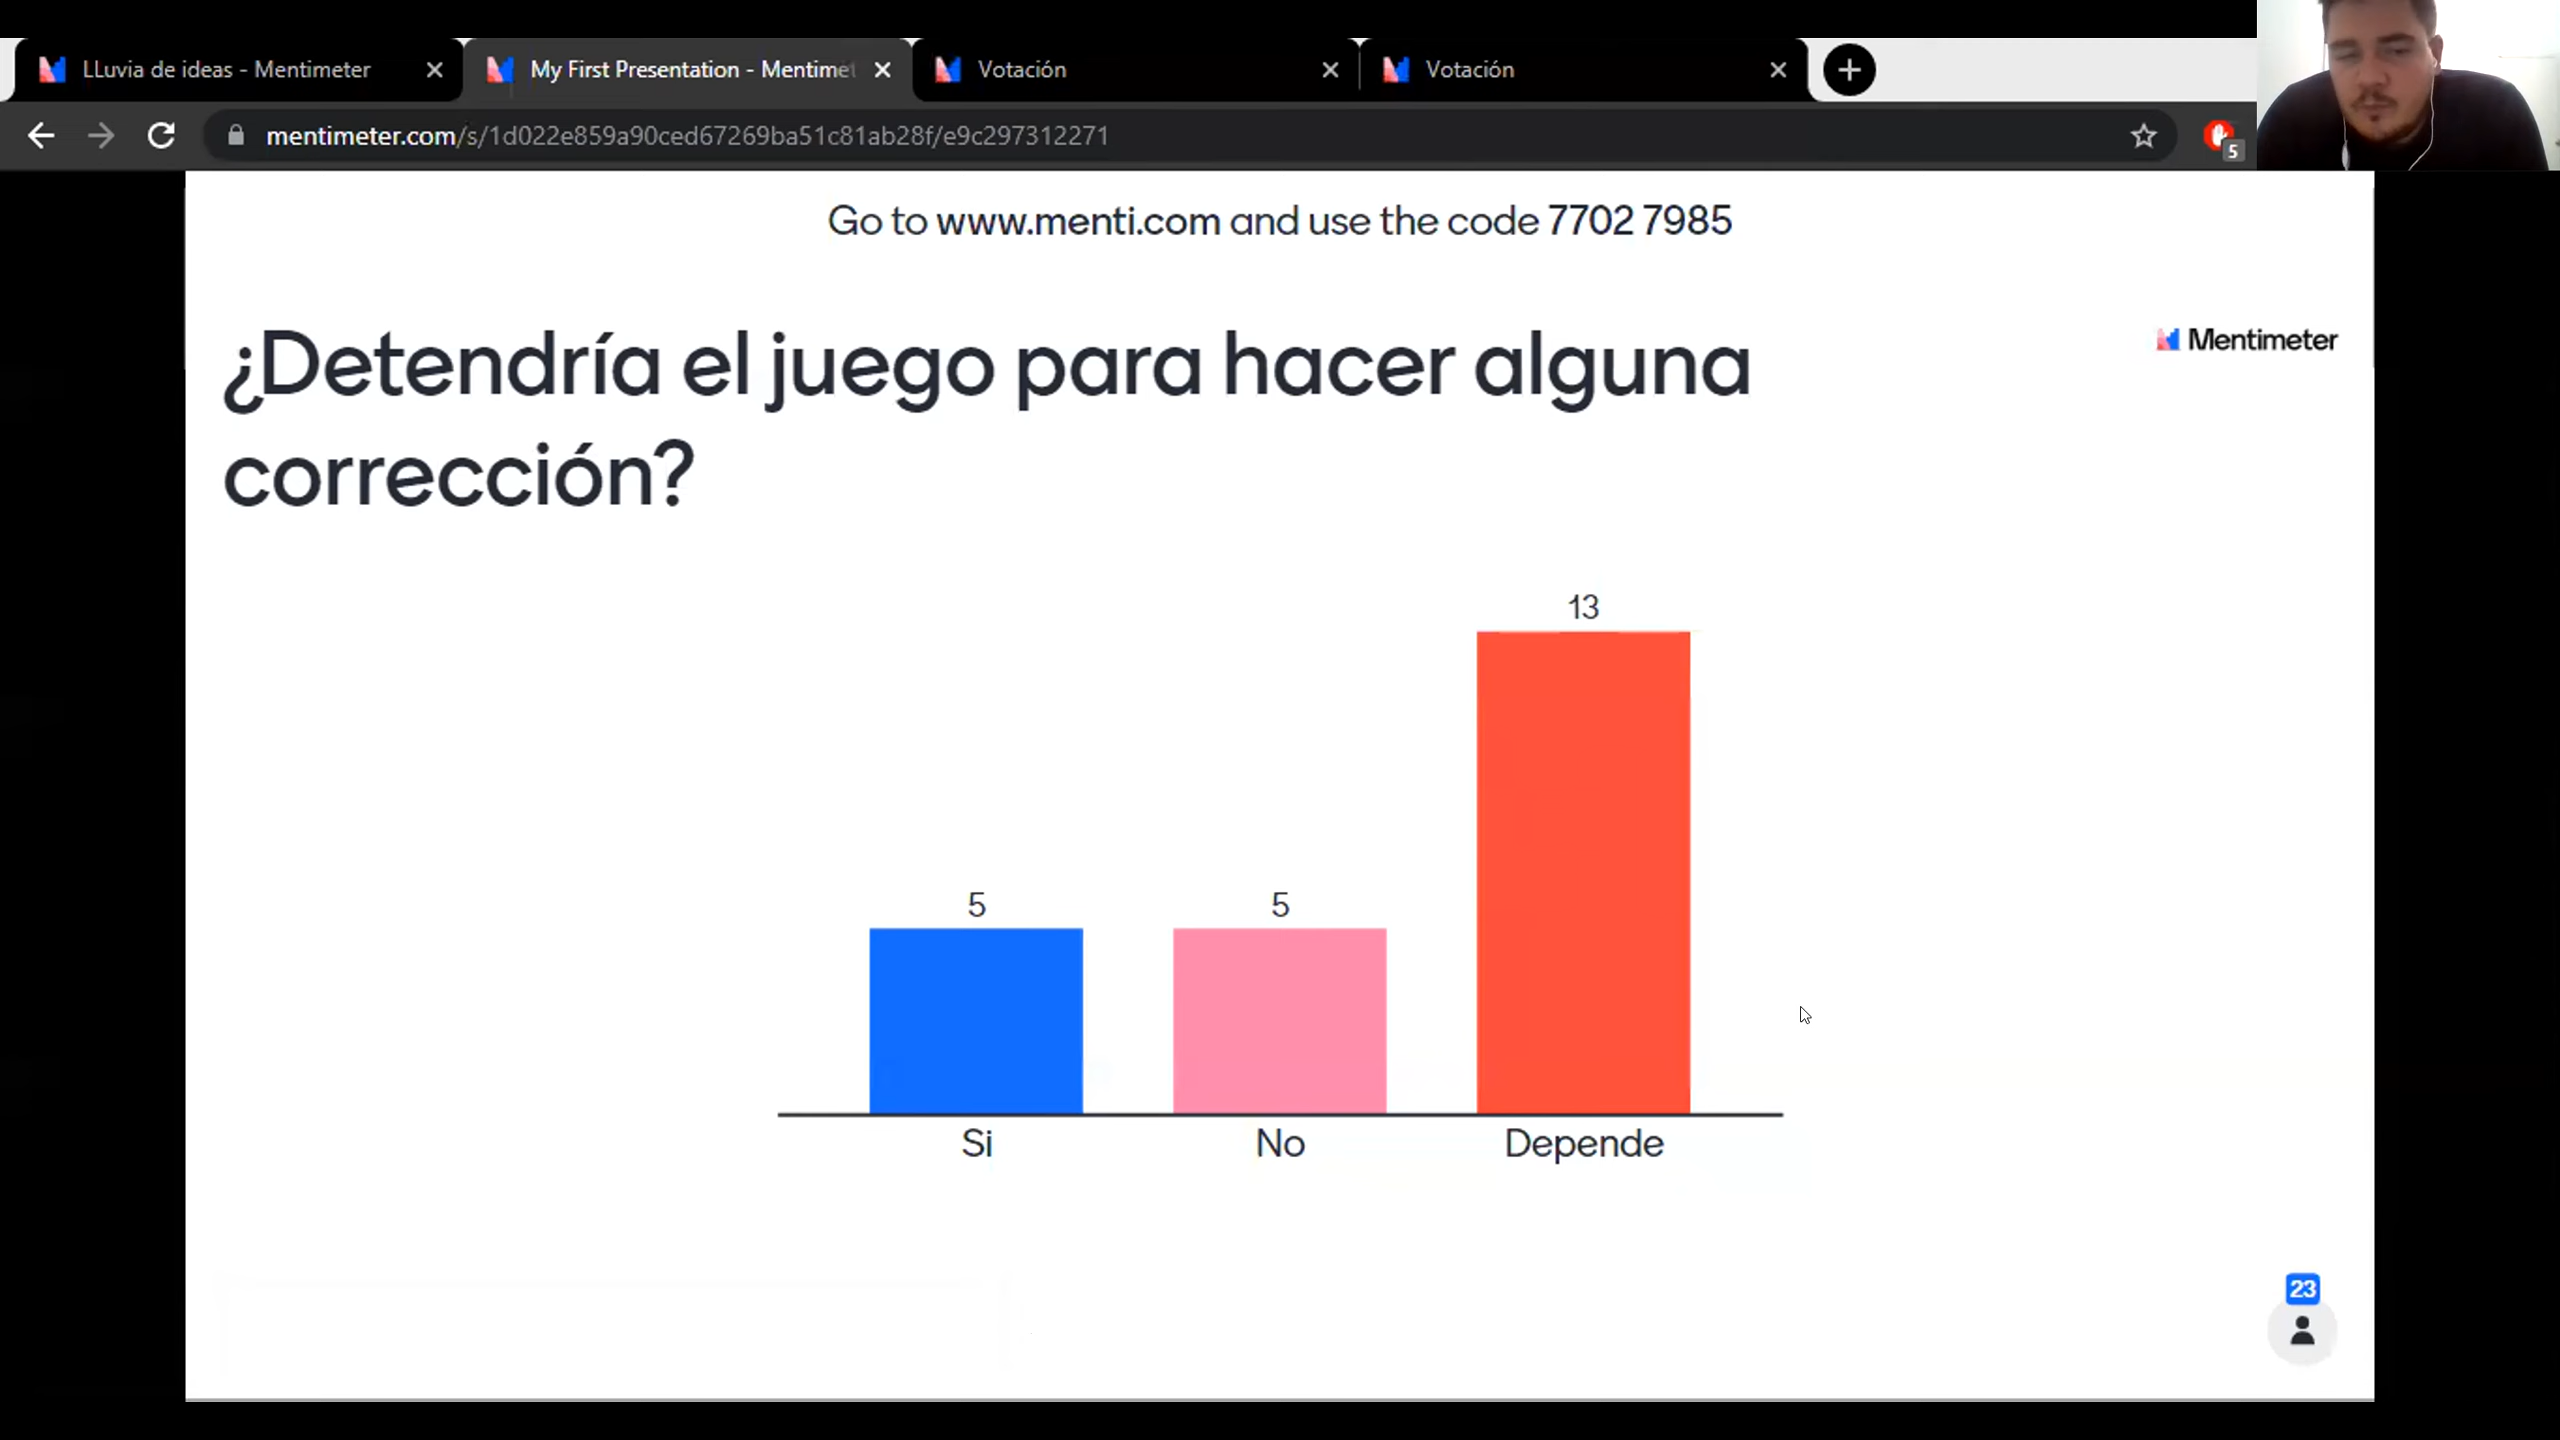 LLuvia de ideas - Mentimeter
My First Presentation - Mentimet
Votación
Votación
mentimeter.com/s/1d022e859a90ced67269ba51c81ab28f/e9c297312271
5
Go to www.menti.com and use the code 7702 7985
¿Detendría el juego para hacer alguna
corrección?
Mentimeter
13
5
5
Si
No
Depende
23